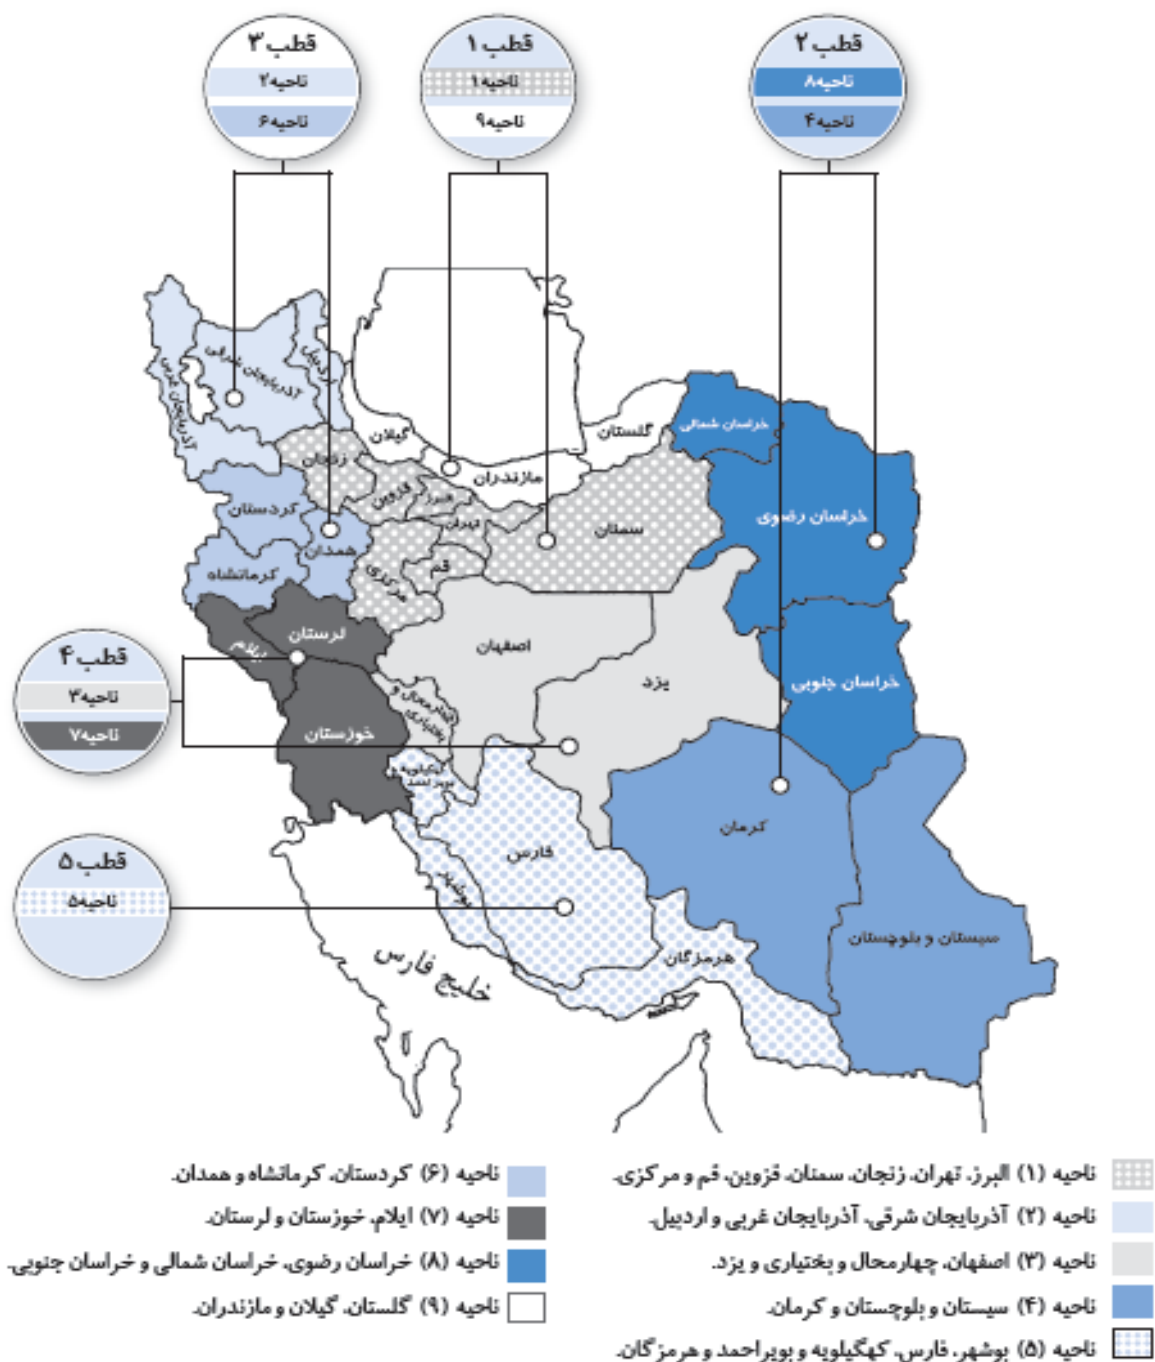 قطب ۳
ناحیه۲
ناحیه۶
قطب ۱
ناحیه۱
ناحیه۹
قطب ۲
ناحیه۸
ناحیه۴
قطب ۴
ناحیه۳
ناحیه۷
قطب ۵
ناحیه۵
آذربایجان غربی
آذربایجان شرقی
اردبیل
گیلان
مازندران
گلستان
خراسان شمالی
خراسان رضوی
خراسان جنوبی
زنجان
قزوین
البرز
تهران
سمنان
قم
مرکزی
کردستان
همدان
کرمانشاه
لرستان
ایلام
خوزستان
اصفهان
یزد
چهارمحال و بختیاری
کهگیلویه و بویراحمد
فارس
بوشهر
هرمزگان
کرمان
سیستان و بلوچستان
خلیج فارس
ناحیه (۱) البرز، تهران، زنجان، سمنان، قزوین، قم و مرکزی.
ناحیه (۲) آذربایجان شرقی، آذربایجان غربی و اردبیل.
ناحیه (۳) اصفهان، چهارمحال و بختیاری و یزد.
ناحیه (۴) سیستان و بلوچستان و کرمان.
ناحیه (۵) بوشهر، فارس، کهگیلویه و بویراحمد و هرمزگان.
ناحیه (۶) کردستان، کرمانشاه و همدان.
ناحیه (۷) ایلام، خوزستان و لرستان.
ناحیه (۸) خراسان رضوی، خراسان شمالی و خراسان جنوبی.
ناحیه (۹) گلستان، گیلان و مازندران.